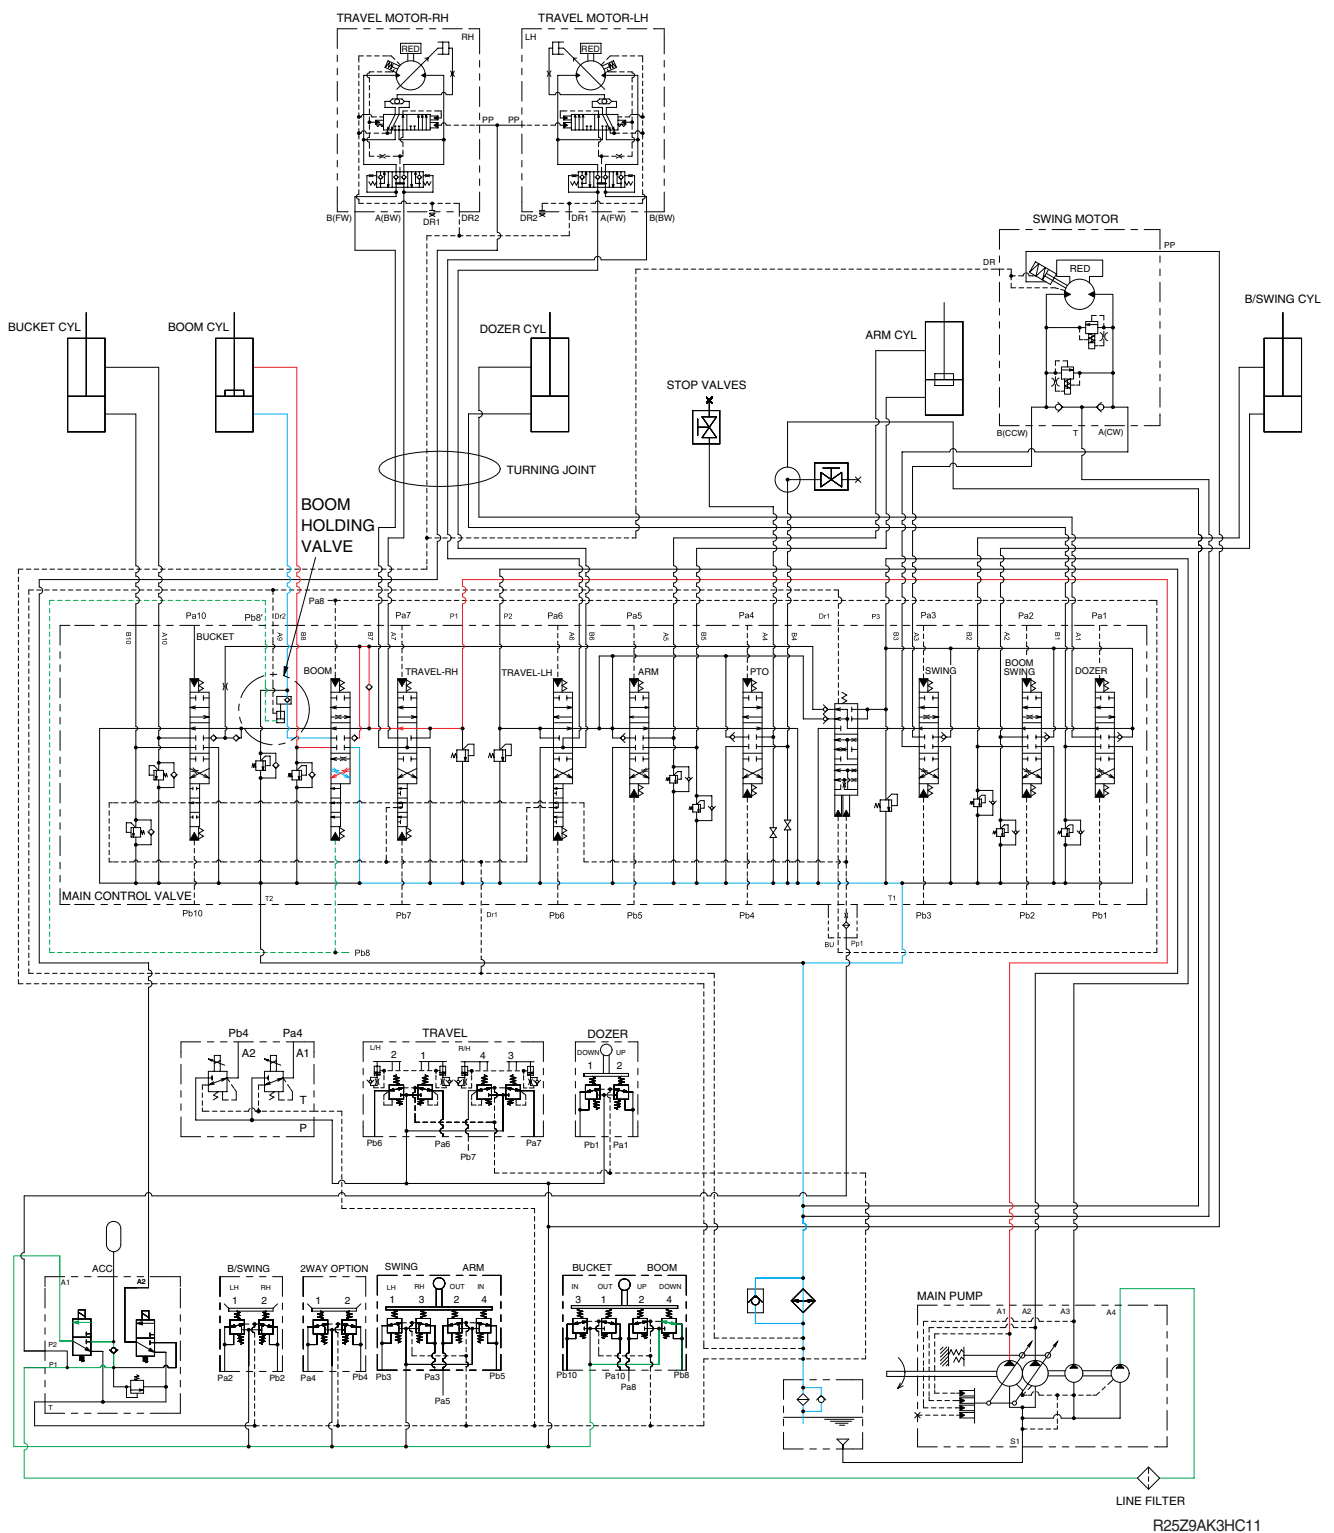 TRAVEL MOTOR-RH
TRAVEL MOTOR-LH
RH
LH
RED
RED
PP
PP
B(FW)
A(BW)
DR1
DR2
DR2
DR1
A(FW)
B(BW)
SWING MOTOR
PP
DR
RED
B(CCW)
T
A(CW)
B/SWING CYL
BUCKET CYL
BOOM CYL
DOZER CYL
ARM CYL
STOP VALVES
TURNING JOINT
BOOM
HOLDING
VALVE
Pa10
Pb8'
Dr2
Pa8
Pa7
P1
P2
Pa6
Pa5
Pa4
Dr1
P3
Pa3
Pa2
Pa1
B10
A10
A9
B8
B7
A7
A6
B6
A5
B5
A4
B4
B3
A3
B2
A2
B1
A1
BUCKET
BOOM
TRAVEL-RH
TRAVEL-LH
ARM
PTO
SWING
BOOM
SWING
DOZER
MAIN CONTROL VALVE
T2
T1
Pb10
Pb7
Dr1
Pb6
Pb5
Pb4
BU
Pp1
Pb3
Pb2
Pb1
Pb8
Pb4
Pa4
A2
A1
T
P
TRAVEL
L/H
2
1
R/H
4
3
Pb6
Pa6
Pb7
Pa7
DOZER
DOWN
UP
1
2
Pb1
Pa1
ACC
A1
A2
P2
P1
T
B/SWING
LH
RH
1
2
Pa2
Pb2
2WAY OPTION
1
2
Pa4
Pb4
SWING
ARM
LH
RH
OUT
IN
1
3
2
4
Pb3
Pa3
Pb5
Pa5
BUCKET
BOOM
IN
OUT
UP
DOWN
3
1
2
4
Pb10
Pa10
Pb8
Pa8
MAIN PUMP
A1
A2
A3
A4
S1
LINE FILTER
R25Z9AK3HC11